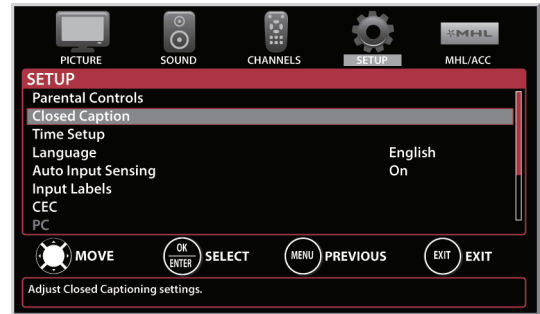 MHL
PICTURE SOUND CHANNELS SETUP MHL/ACC
SETUP
Parental Controls
Closed Caption
Time Setup
Language English
Auto Input Sensing On
Input Labels
CEC
PC
MOVE OK ENTER SELECT MENU PREVIOUS EXIT EXIT
Adjust Closed Captioning settings.